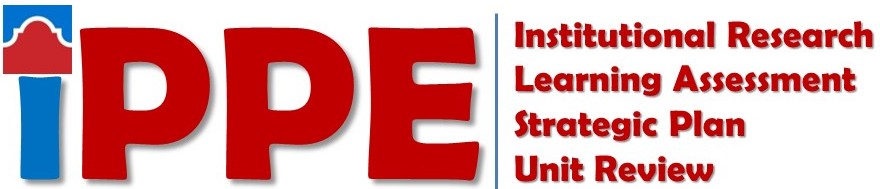 iPPE
Institutional Research
Learning Assessment
Strategic Plan
Unit Review